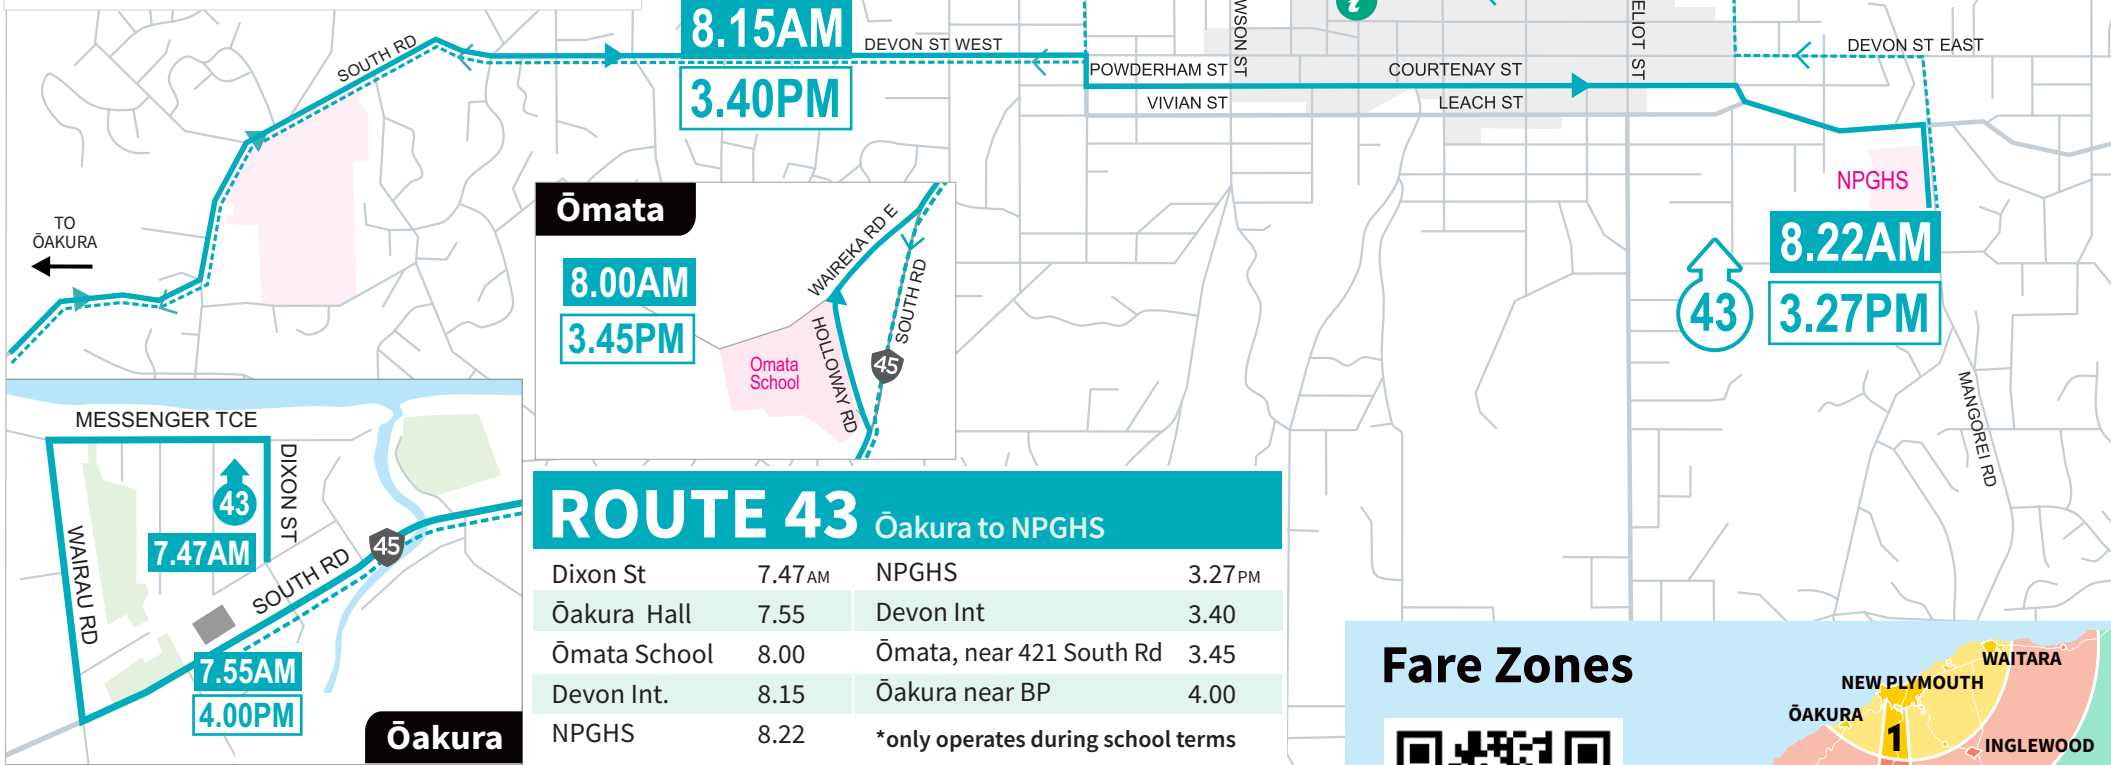 8.15AM
3.40PM
SOUTH RD
DEVON ST WEST
POWDERHAM ST
VIVIAN ST
WSON ST
COURTENAY ST
LEACH ST
ELIOT ST
DEVON ST EAST
NPGHS
8.22AM
3.27PM
43
MANGOREI RD
TO
ŌAKURA
Ōmata
8.00AM
3.45PM
WAIREKA RD E
SOUTH RD
HOLLOWAY RD
Omata
School
45
MESSENGER TCE
DIXON ST
43
7.47AM
WAIRAU RD
SOUTH RD
45
7.55AM
4.00PM
Ōakura
ROUTE 43 Ōakura to NPGHS
Dixon St 7.47AM NPGHS 3.27PM
Ōakura Hall 7.55 Devon Int 3.40
Ōmata School 8.00 Ōmata, near 421 South Rd 3.45
Devon Int. 8.15 Ōakura near BP 4.00
NPGHS 8.22 *only operates during school terms
Fare Zones
WAITARA
NEW PLYMOUTH
ŌAKURA
1
INGLEWOOD